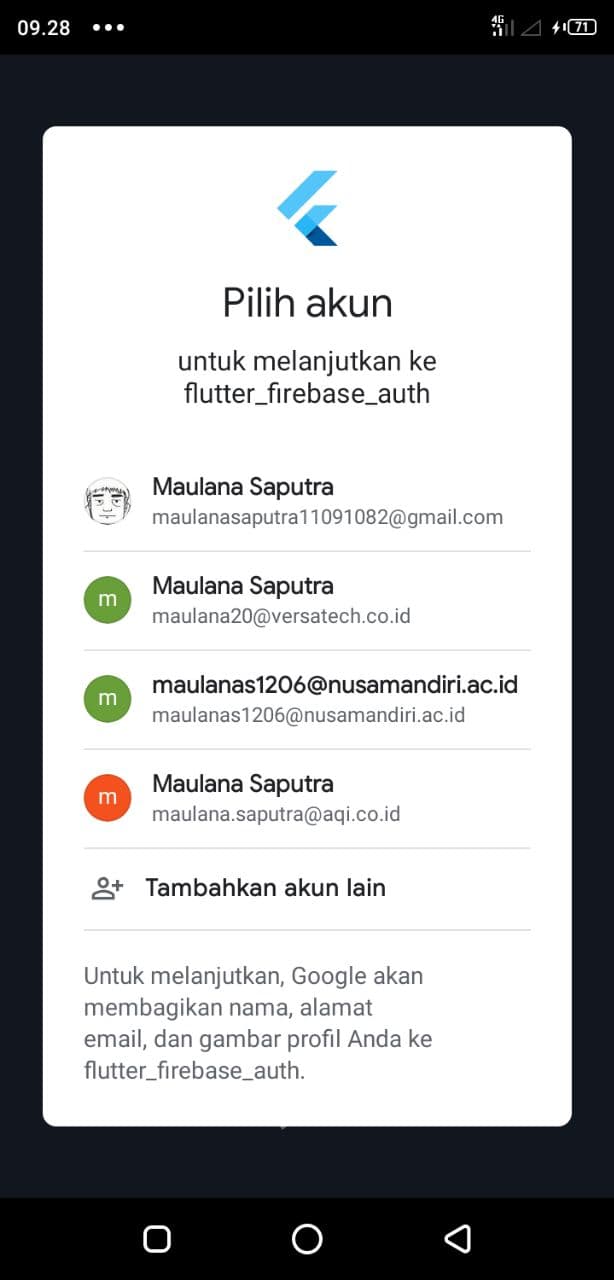 09.28
4G
71
Pilih akun
untuk melanjutkan ke
flutter_firebase_auth
Maulana Saputra
maulanasaputra11091082@gmail.com
m
Maulana Saputra
maulana20@versatech.co.id
m
maulanas1206@nusamandiri.ac.id
maulanas1206@nusamandiri.ac.id
m
Maulana Saputra
maulana.saputra@aqi.co.id
Tambahkan akun lain
Untuk melanjutkan, Google akan
membagikan nama, alamat
email, dan gambar profil Anda ke
flutter_firebase_auth.